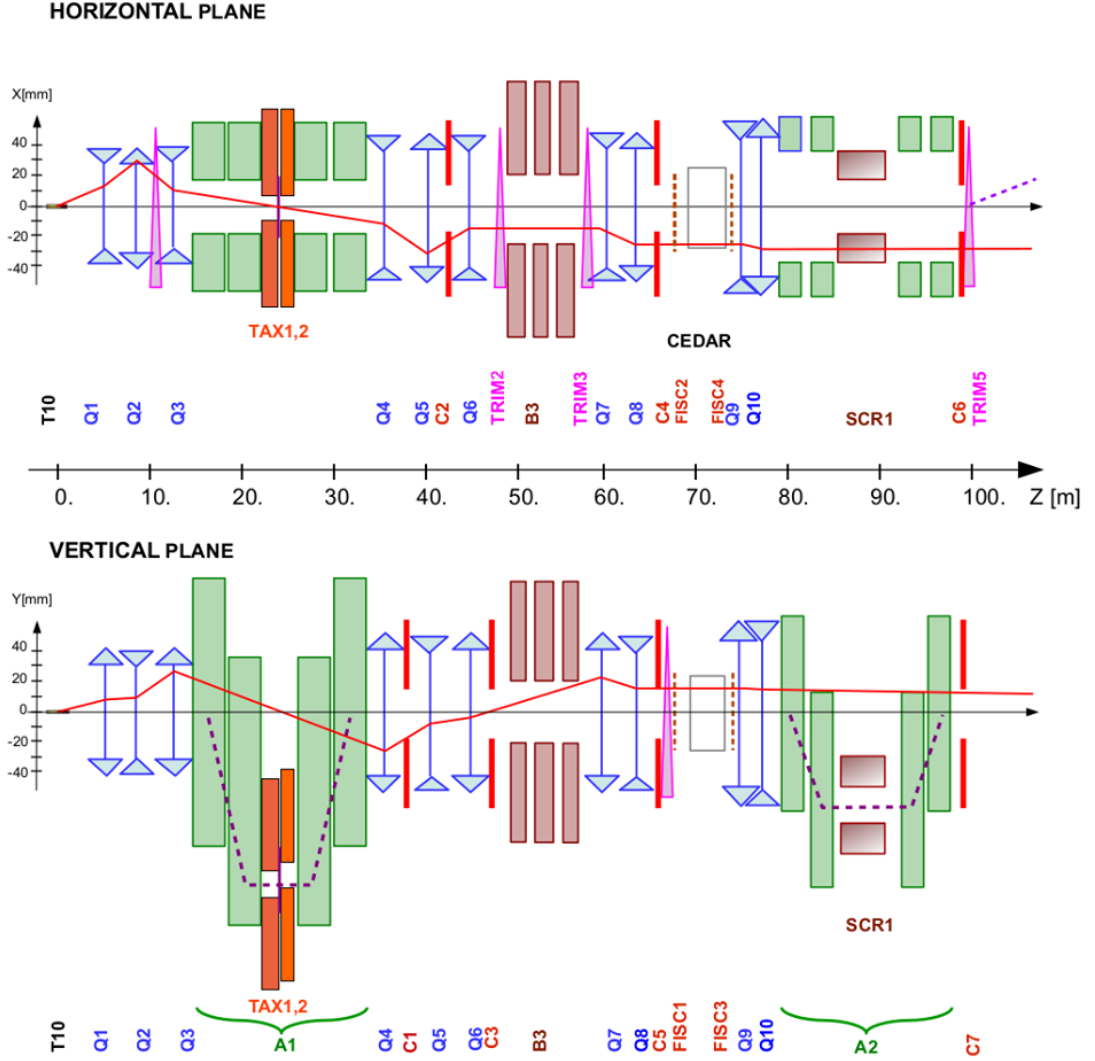 HORIZONTAL PLANE
X[mm]
40
20
0
-20
-40
TAX1,2
CEDAR
T10 Q1 Q2 Q3 Q4 Q5 C2 Q6 TRIM2 B3 TRIM3 Q7 Q8 C4 FISC2 FISC4 Q9 Q10 SCR1 C6 TRIM5
0. 10. 20. 30. 40. 50. 60. 70. 80. 90. 100. Z [m]
VERTICAL PLANE
Y[mm]
40
20
0
-20
-40
SCR1
TAX1,2
T10 Q1 Q2 Q3 A1 Q4 C1 Q5 Q6 C3 B3 Q7 Q8 C5 FISC1 FISC3 Q9 Q10 A2 C7